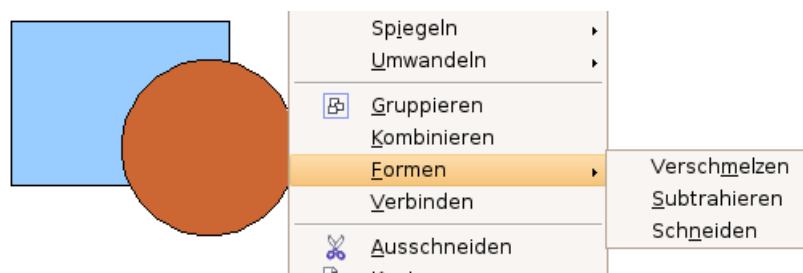 Spiegeln
Umwandeln
Gruppieren
Kombinieren
Formen
Verschmelzen
Subtrahieren
Schneiden
Verbinden
Ausschneiden